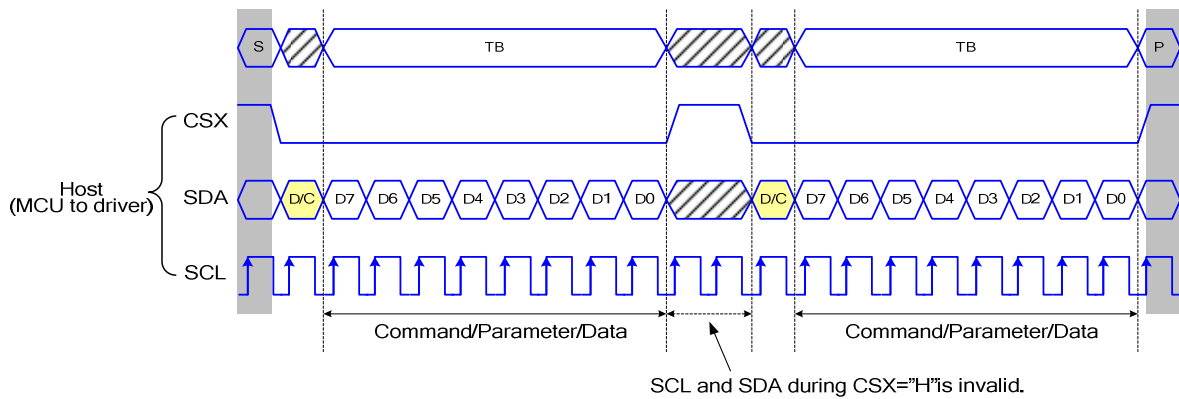 S TB TB P
CSX
Host
(MCU to driver)
SDA D/C D7 D6 D5 D4 D3 D2 D1 D0 D/C D7 D6 D5 D4 D3 D2 D1 D0
SCL
Command/Parameter/Data Command/Parameter/Data
SCL and SDA during CSX="H"is invalid.